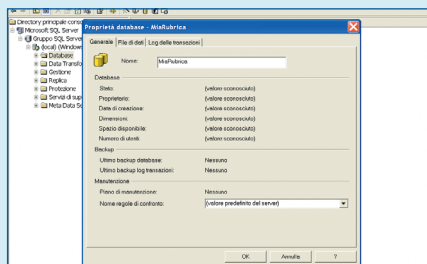 Directory principale conso
Microsoft SQL Server
Gruppo SQL Serve
(local) (Window
Database
Data Transfo
Gestione
Replica
Protezione
Servizi di sup
Meta Data Se
Proprietà database - MiaRubrica
Generale
File di dati
Log delle transazioni
Nome:
MiaRubrica
Database
Stato:
(valore sconosciuto)
Proprietario:
(valore sconosciuto)
Data di creazione:
(valore sconosciuto)
Dimensioni:
(valore sconosciuto)
Spazio disponibile:
(valore sconosciuto)
Numero di utenti:
(valore sconosciuto)
Backup
Ultimo backup database:
Nessuno
Ultimo backup log transazioni:
Nessuno
Manutenzione
Piano di manutenzione:
Nessuno
Nome regole di confronto:
(valore predefinito del server)
OK
Annulla
?